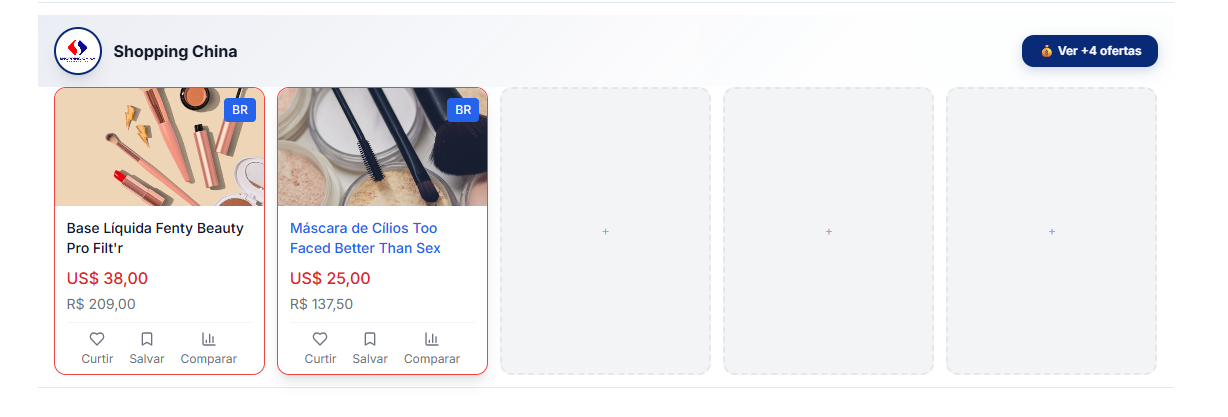 Shopping China
Ver +4 ofertas
BR
BR
Base Líquida Fenty Beauty
Pro Filt'r
US$ 38,00
R$ 209,00
Curtir Salvar Comparar
Máscara de Cílios Too
Faced Better Than Sex
US$ 25,00
R$ 137,50
Curtir Salvar Comparar
+
+
+